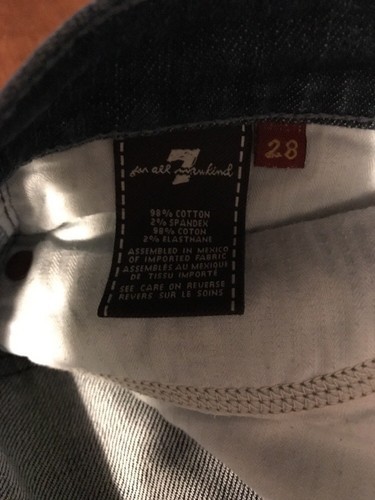 7
for all mankind
28
98% COTTON
2% SPANDEX
98% COTON
2% ELASTHANE
ASSEMBLED IN MEXICO
OF IMPORTED FABRIC
ASSEMBLES AU MEXIQUE
DE TISSU IMPORTÉ
SEE CARE ON REVERSE
REVERS SUR LE SOINS